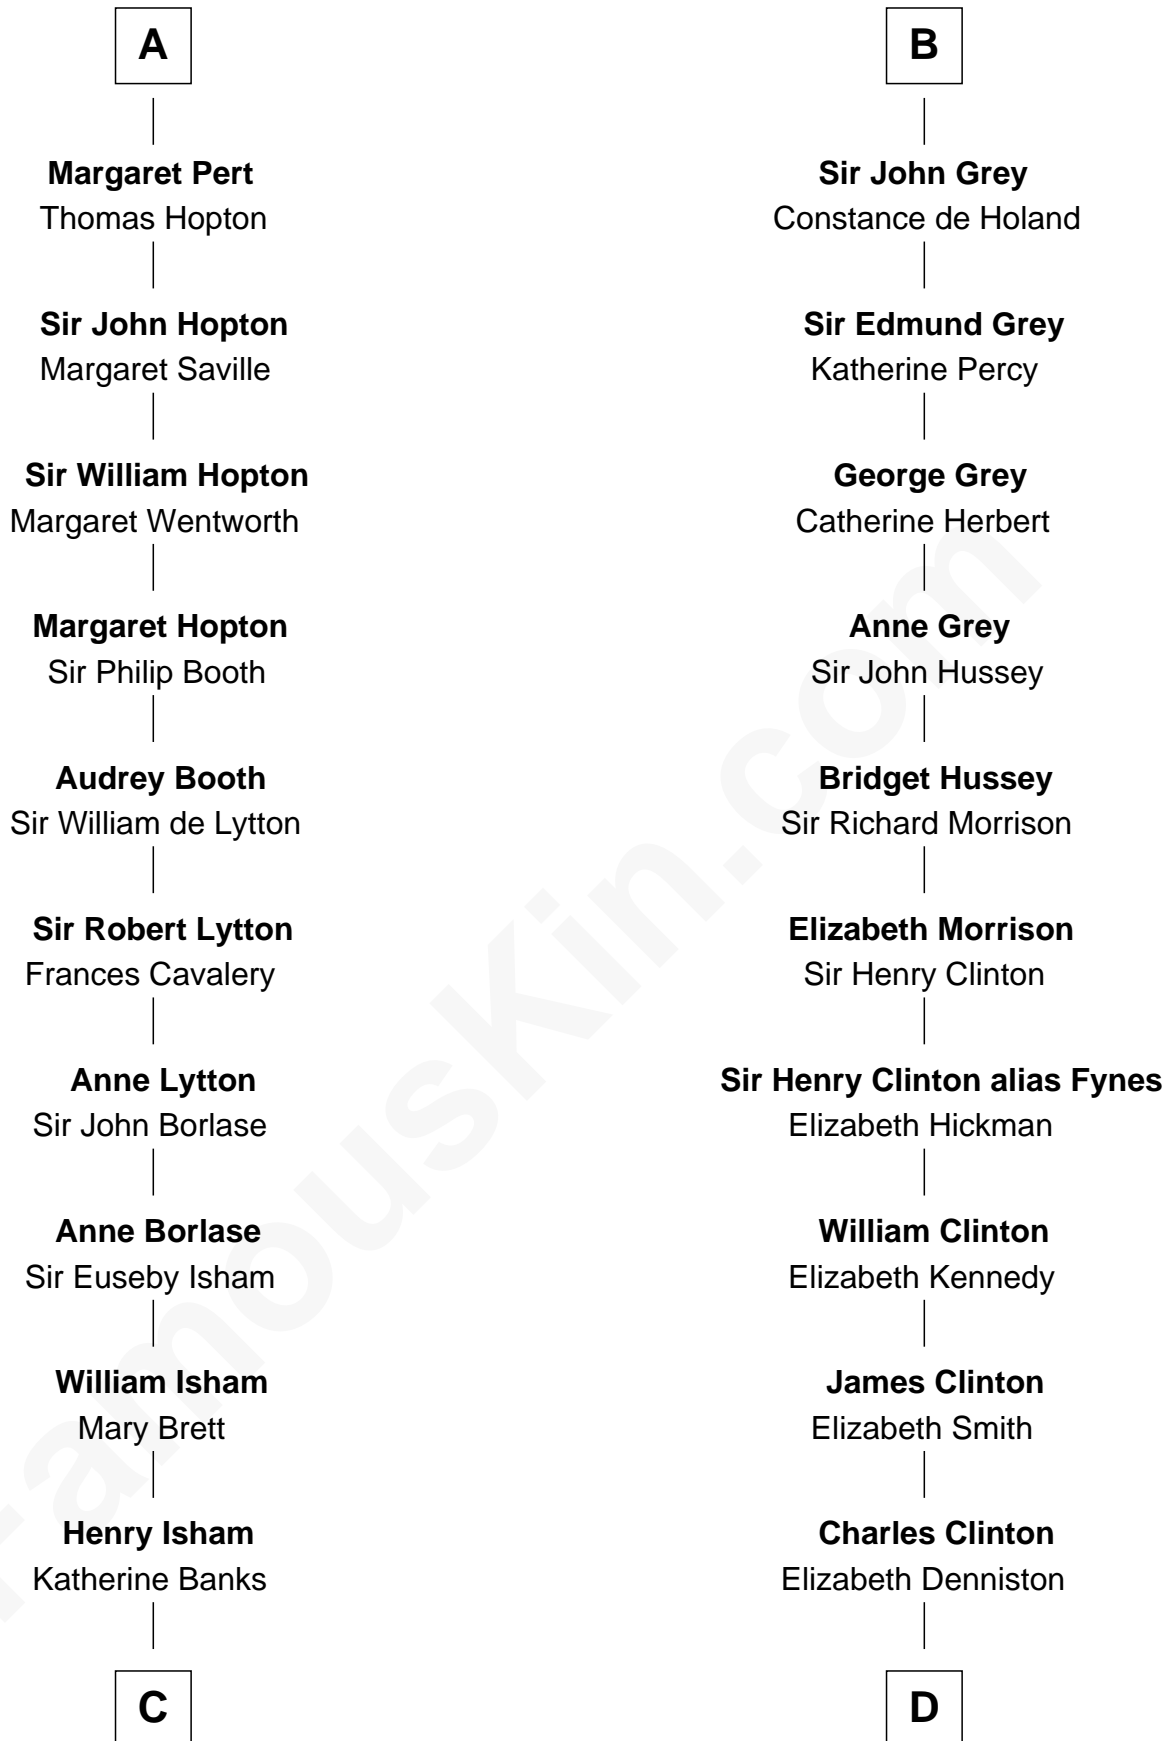 A
Margaret Pert
Thomas Hopton
Sir John Hopton
Margaret Saville
Sir William Hopton
Margaret Wentworth
Margaret Hopton
Sir Philip Booth
Audrey Booth
Sir William de Lytton
Sir Robert Lytton
Frances Cavalery
Anne Lytton
Sir John Borlase
Anne Borlase
Sir Euseby Isham
William Isham
Mary Brett
Henry Isham
Katherine Banks
C
B
Sir John Grey
Constance de Holand
Sir Edmund Grey
Katherine Percy
George Grey
Catherine Herbert
Anne Grey
Sir John Hussey
Bridget Hussey
Sir Richard Morrison
Elizabeth Morrison
Sir Henry Clinton
Sir Henry Clinton alias Fynes
Elizabeth Hickman
William Clinton
Elizabeth Kennedy
James Clinton
Elizabeth Smith
Charles Clinton
Elizabeth Denniston
D
FamousKin.com